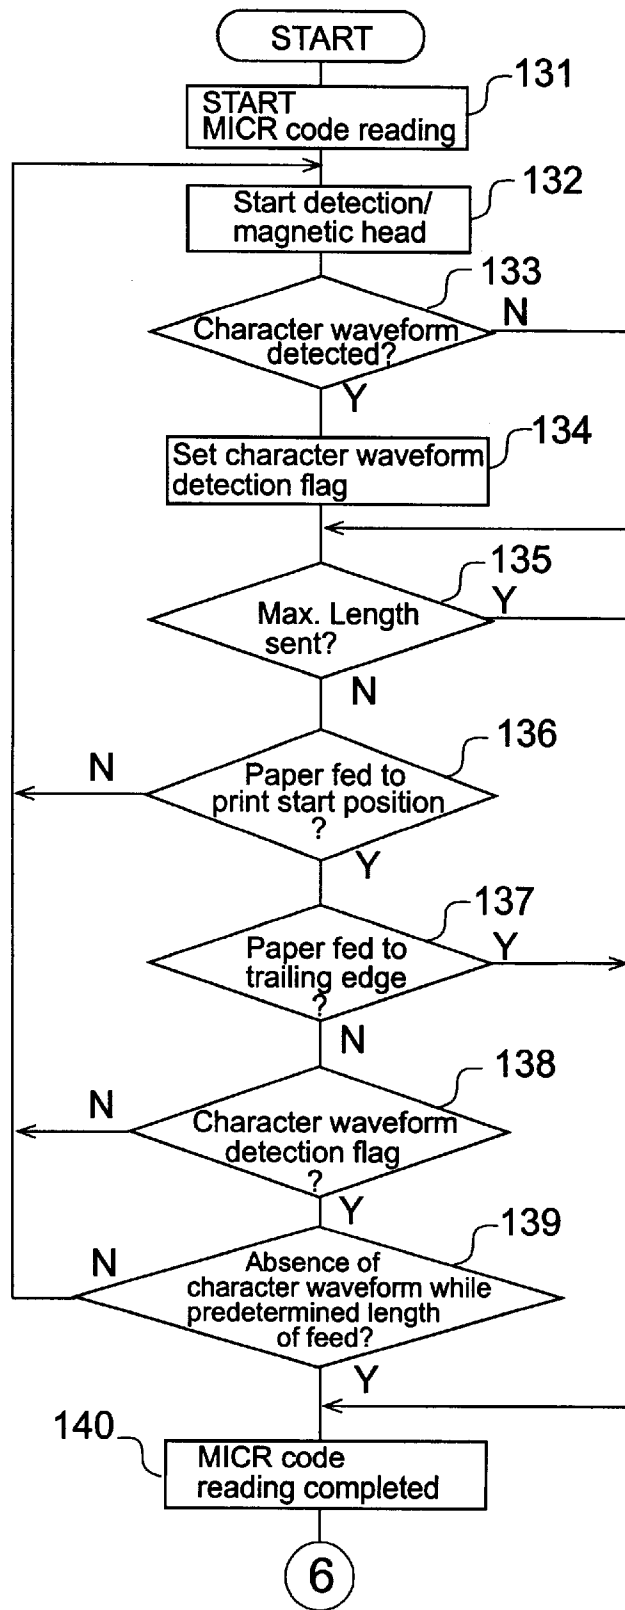 START
131
START
MICR code reading
132
Start detection/
magnetic head
133
Character waveform
detected?
N
Y
134
Set character waveform
detection flag
135
Max. Length
sent?
Y
N
136
Paper fed to
print start position
?
N
Y
137
Paper fed to
trailing edge
?
Y
N
138
Character waveform
detection flag
?
N
Y
139
Absence of
character waveform while
predetermined length
of feed?
N
Y
140
MICR code
reading completed
6